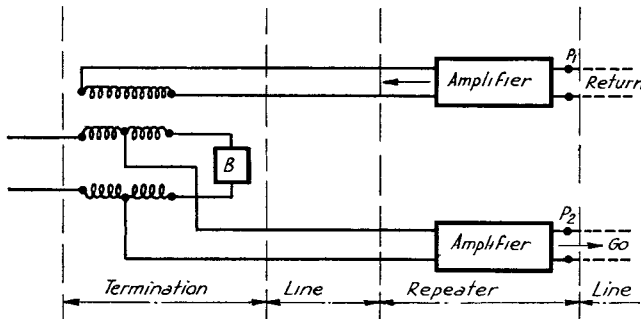 P1
Amplifier
Return
B
P2
Amplifier
Go
Termination
Line
Repeater
Line